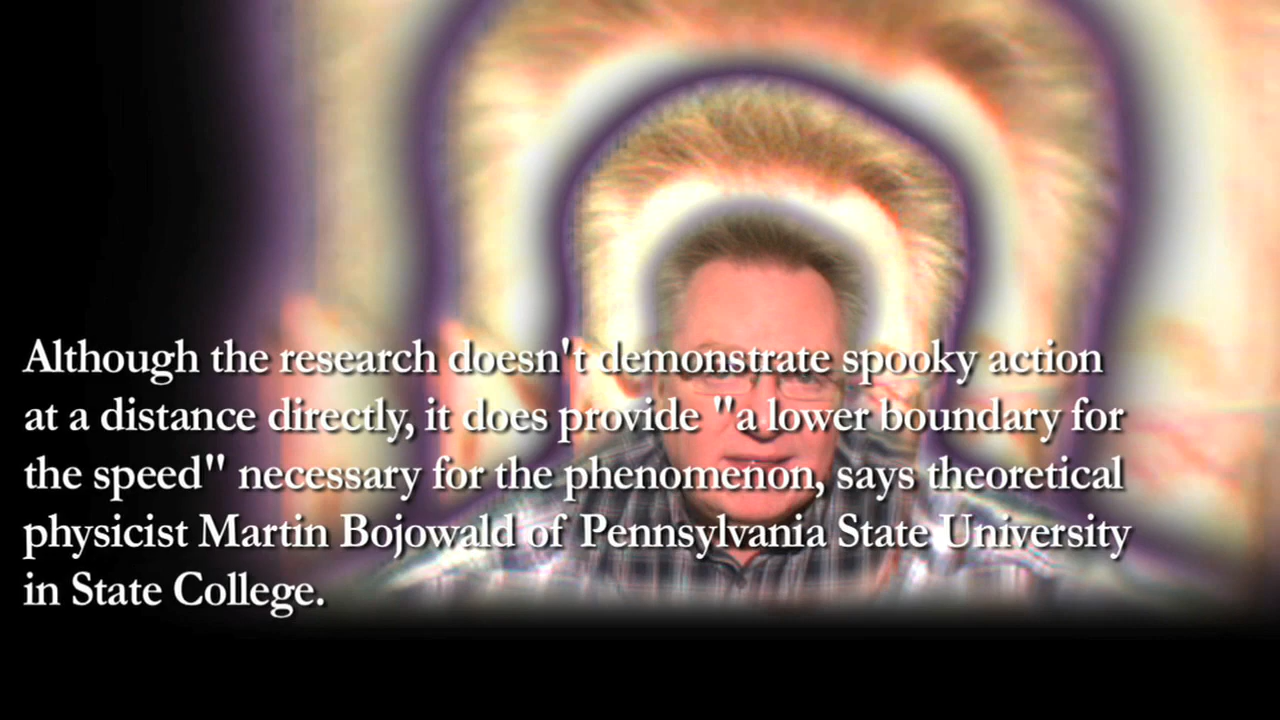 Although the research doesn't demonstrate spooky action
at a distance directly, it does provide "a lower boundary for
the speed" necessary for the phenomenon, says theoretical
physicist Martin Bojowald of Pennsylvania State University
in State College.